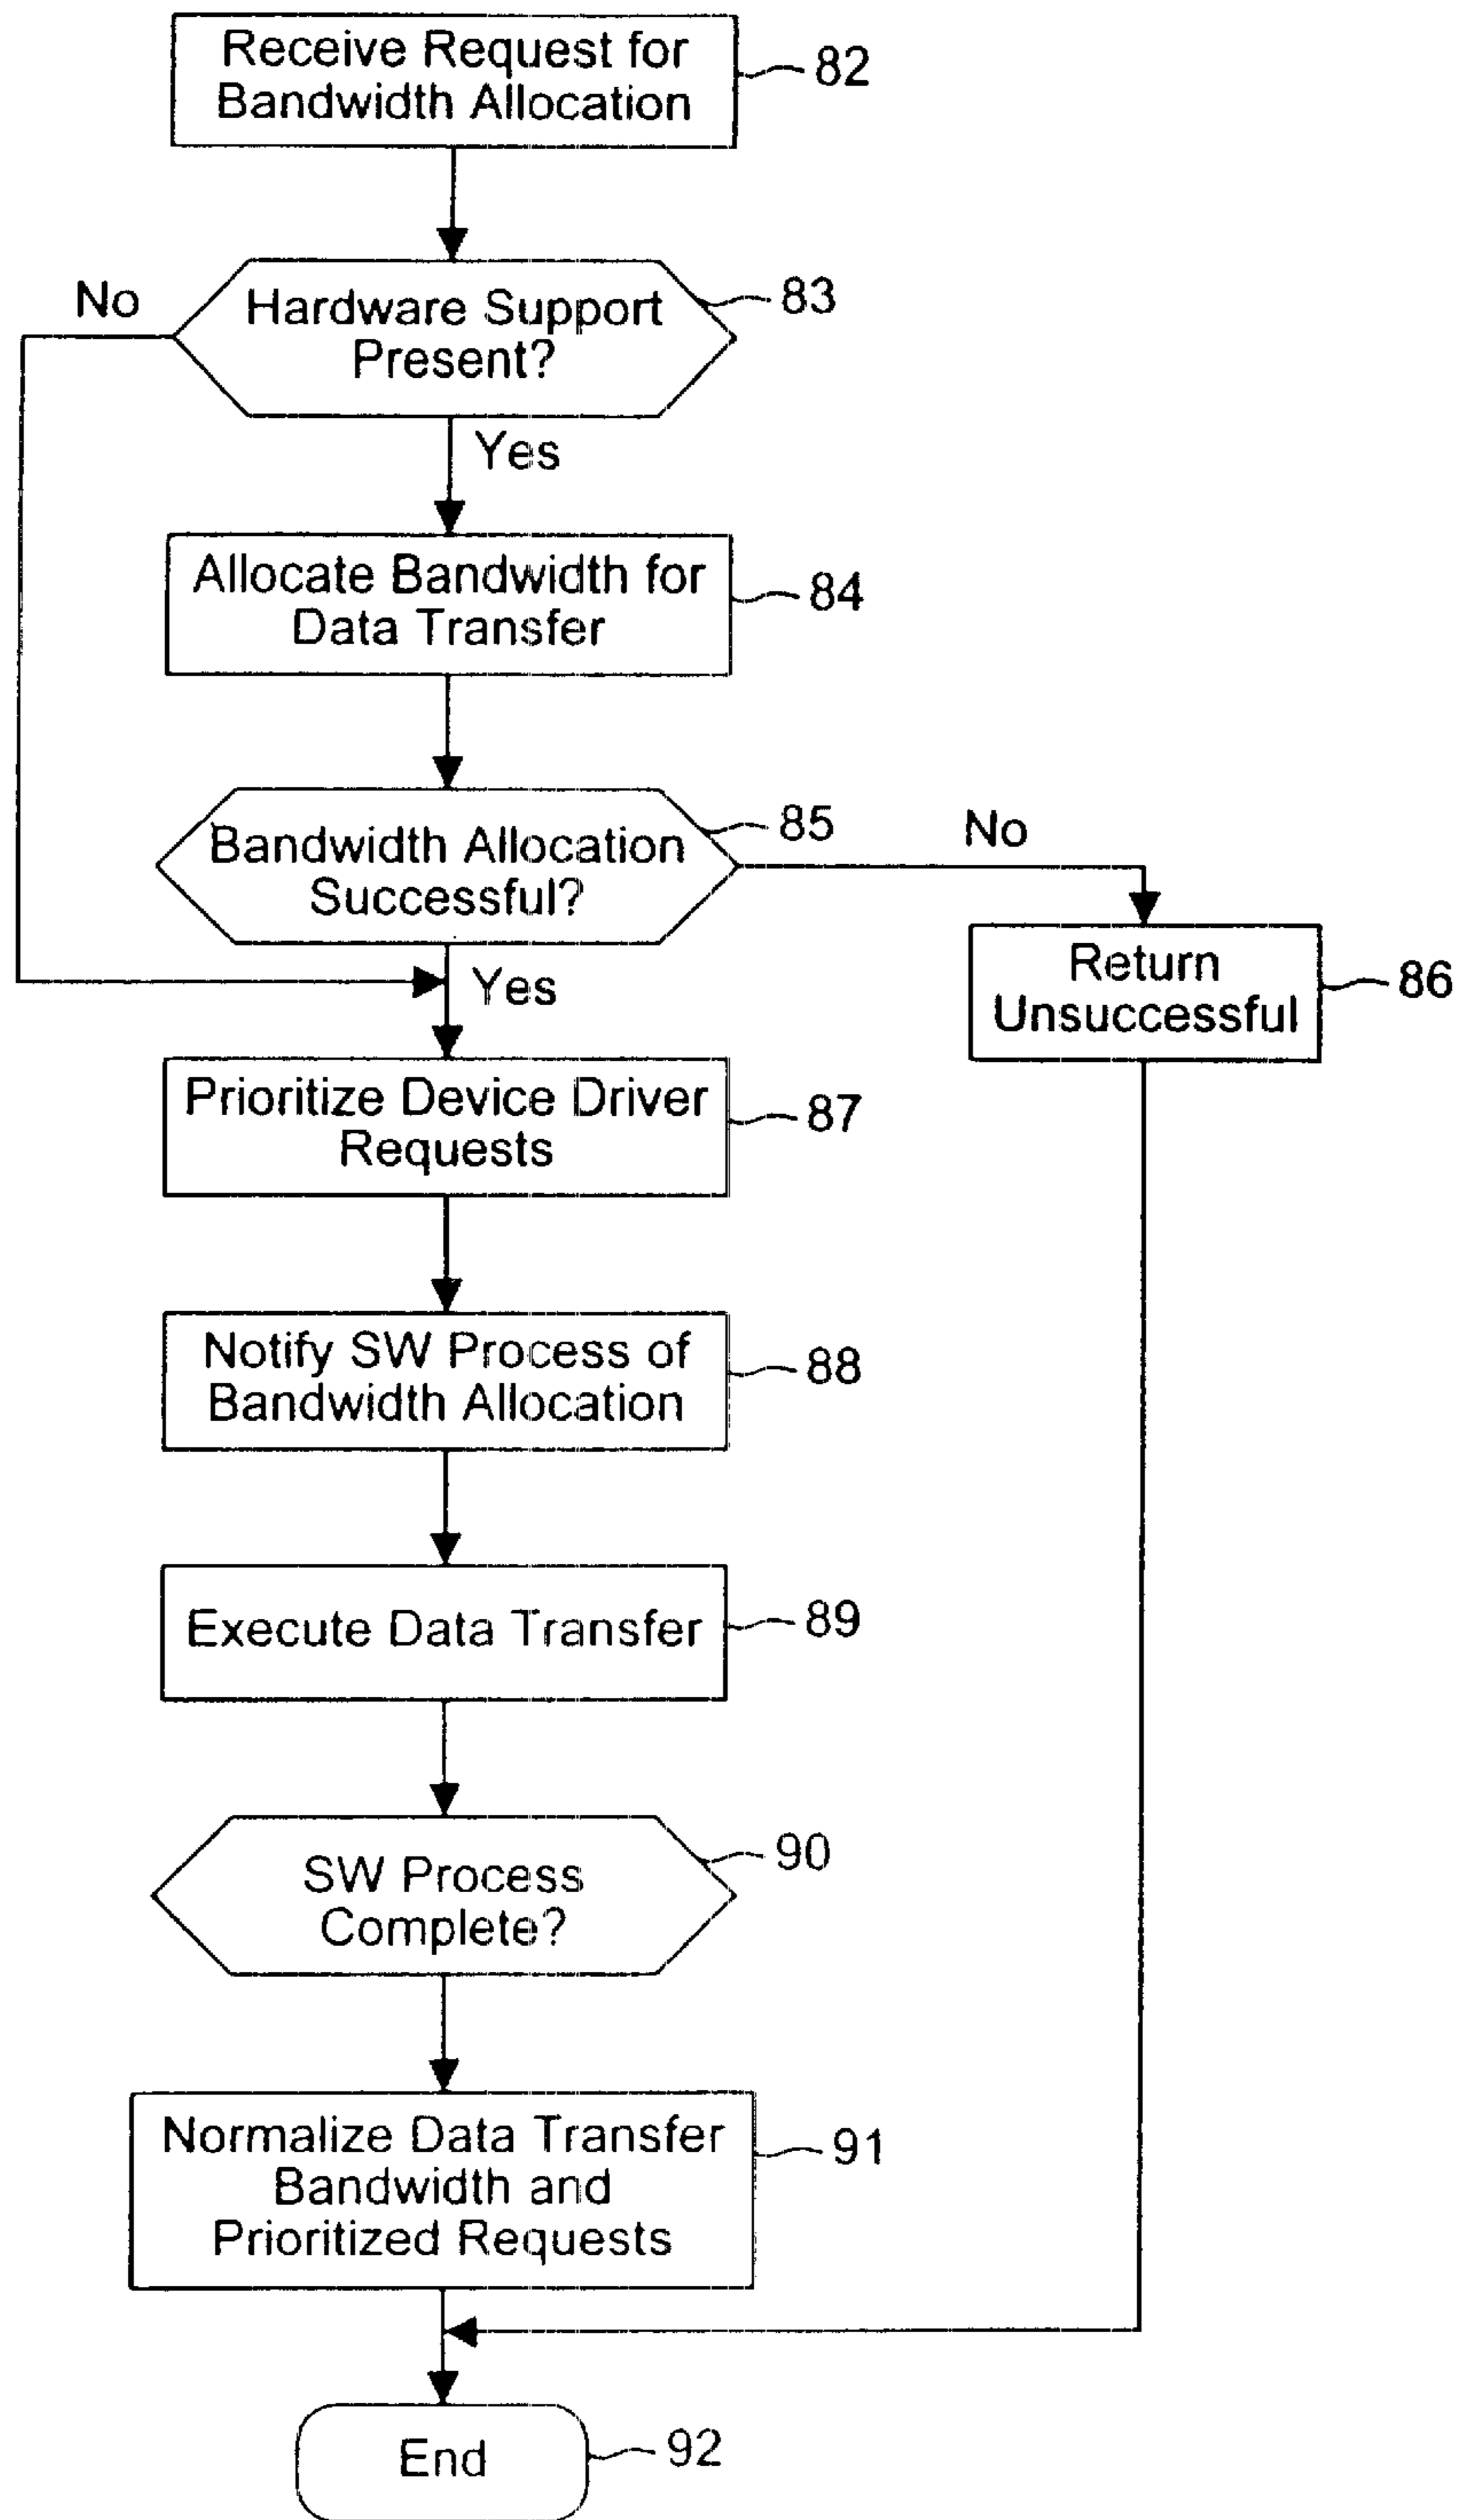 Receive Request for
Bandwidth Allocation
82
No
Hardware Support
Present?
83
Yes
Allocate Bandwidth for
Data Transfer
84
Bandwidth Allocation
Successful?
85
No
Return
Unsuccessful
86
Yes
Prioritize Device Driver
Requests
87
Notify SW Process of
Bandwidth Allocation
88
Execute Data Transfer
89
SW Process
Complete?
90
Normalize Data Transfer
Bandwidth and
Prioritized Requests
91
End
92